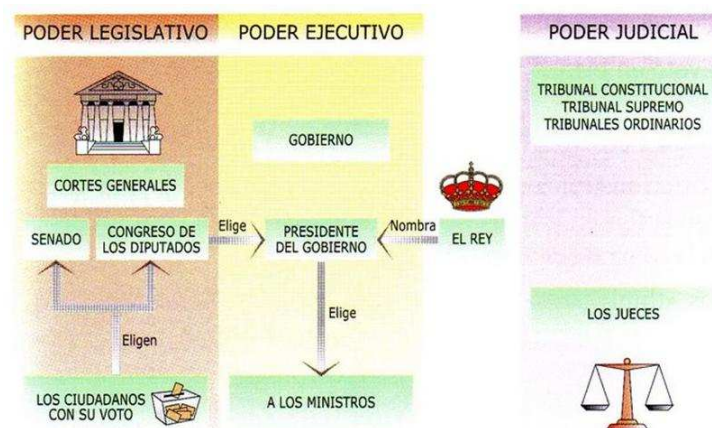 PODER LEGISLATIVO
PODER EJECUTIVO
PODER JUDICIAL
CORTES GENERALES
SENADO
CONGRESO DE
LOS DIPUTADOS
Eligen
LOS CIUDADANOS
CON SU VOTO
GOBIERNO
Elige
PRESIDENTE
DEL GOBIERNO
Nombra
EL REY
Elige
A LOS MINISTROS
TRIBUNAL CONSTITUCIONAL
TRIBUNAL SUPREMO
TRIBUNALES ORDINARIOS
LOS JUECES